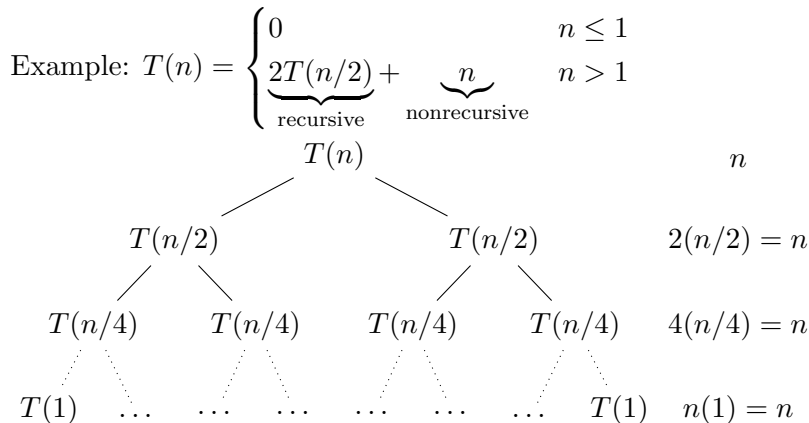 Example: T(n) = { 0 n ≤ 1
2T(n/2) + n n > 1
recursive nonrecursive
T(n) n
T(n/2) T(n/2) 2(n/2) = n
T(n/4) T(n/4) T(n/4) T(n/4) 4(n/4) = n
T(1) ... ... ... ... ... ... T(1) n(1) = n